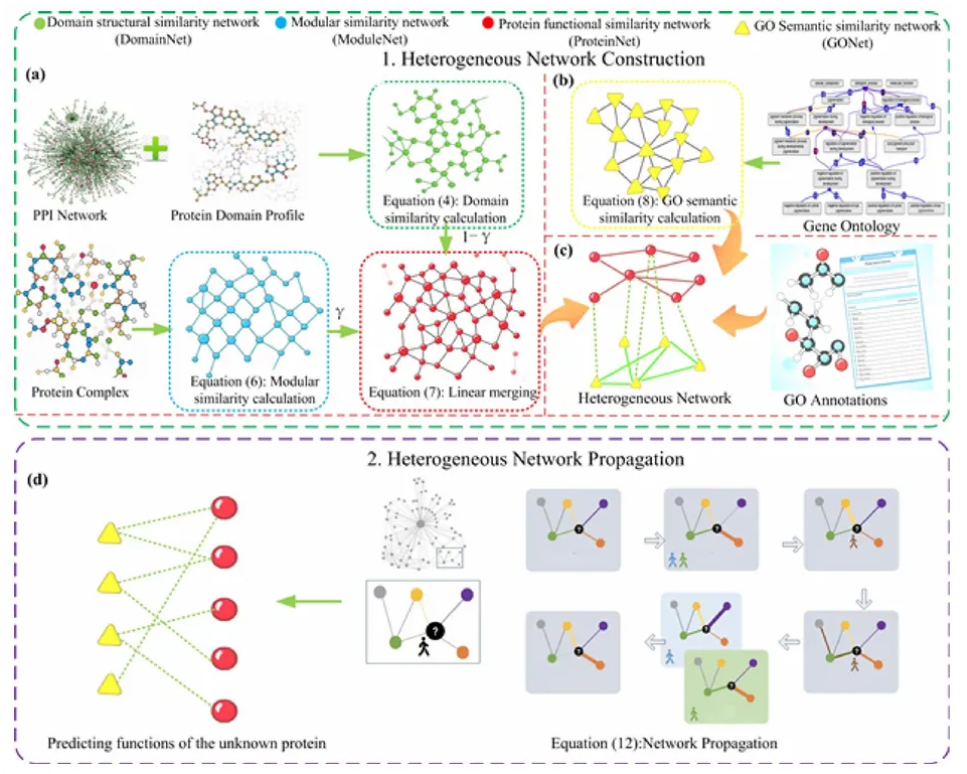 Domain structural similarity network
(DomainNet)
Modular similarity network
(ModuleNet)
Protein functional similarity network
(ProteinNet)
GO Semantic similarity network
(GONet)
1. Heterogeneous Network Construction
(a)
PPI Network
Protein Domain Profile
Equation (4): Domain
similarity calculation
1- γ
Protein Complex
Equation (6): Modular
similarity calculation
γ
Equation (7): Linear merging
(b)
Equation (8): GO semantic
similarity calculation
Gene Ontology
(c)
Heterogeneous Network
GO Annotations
2. Heterogeneous Network Propagation
(d)
?
?
?
?
?
?
?
?
Predicting functions of the unknown protein
Equation (12):Network Propagation